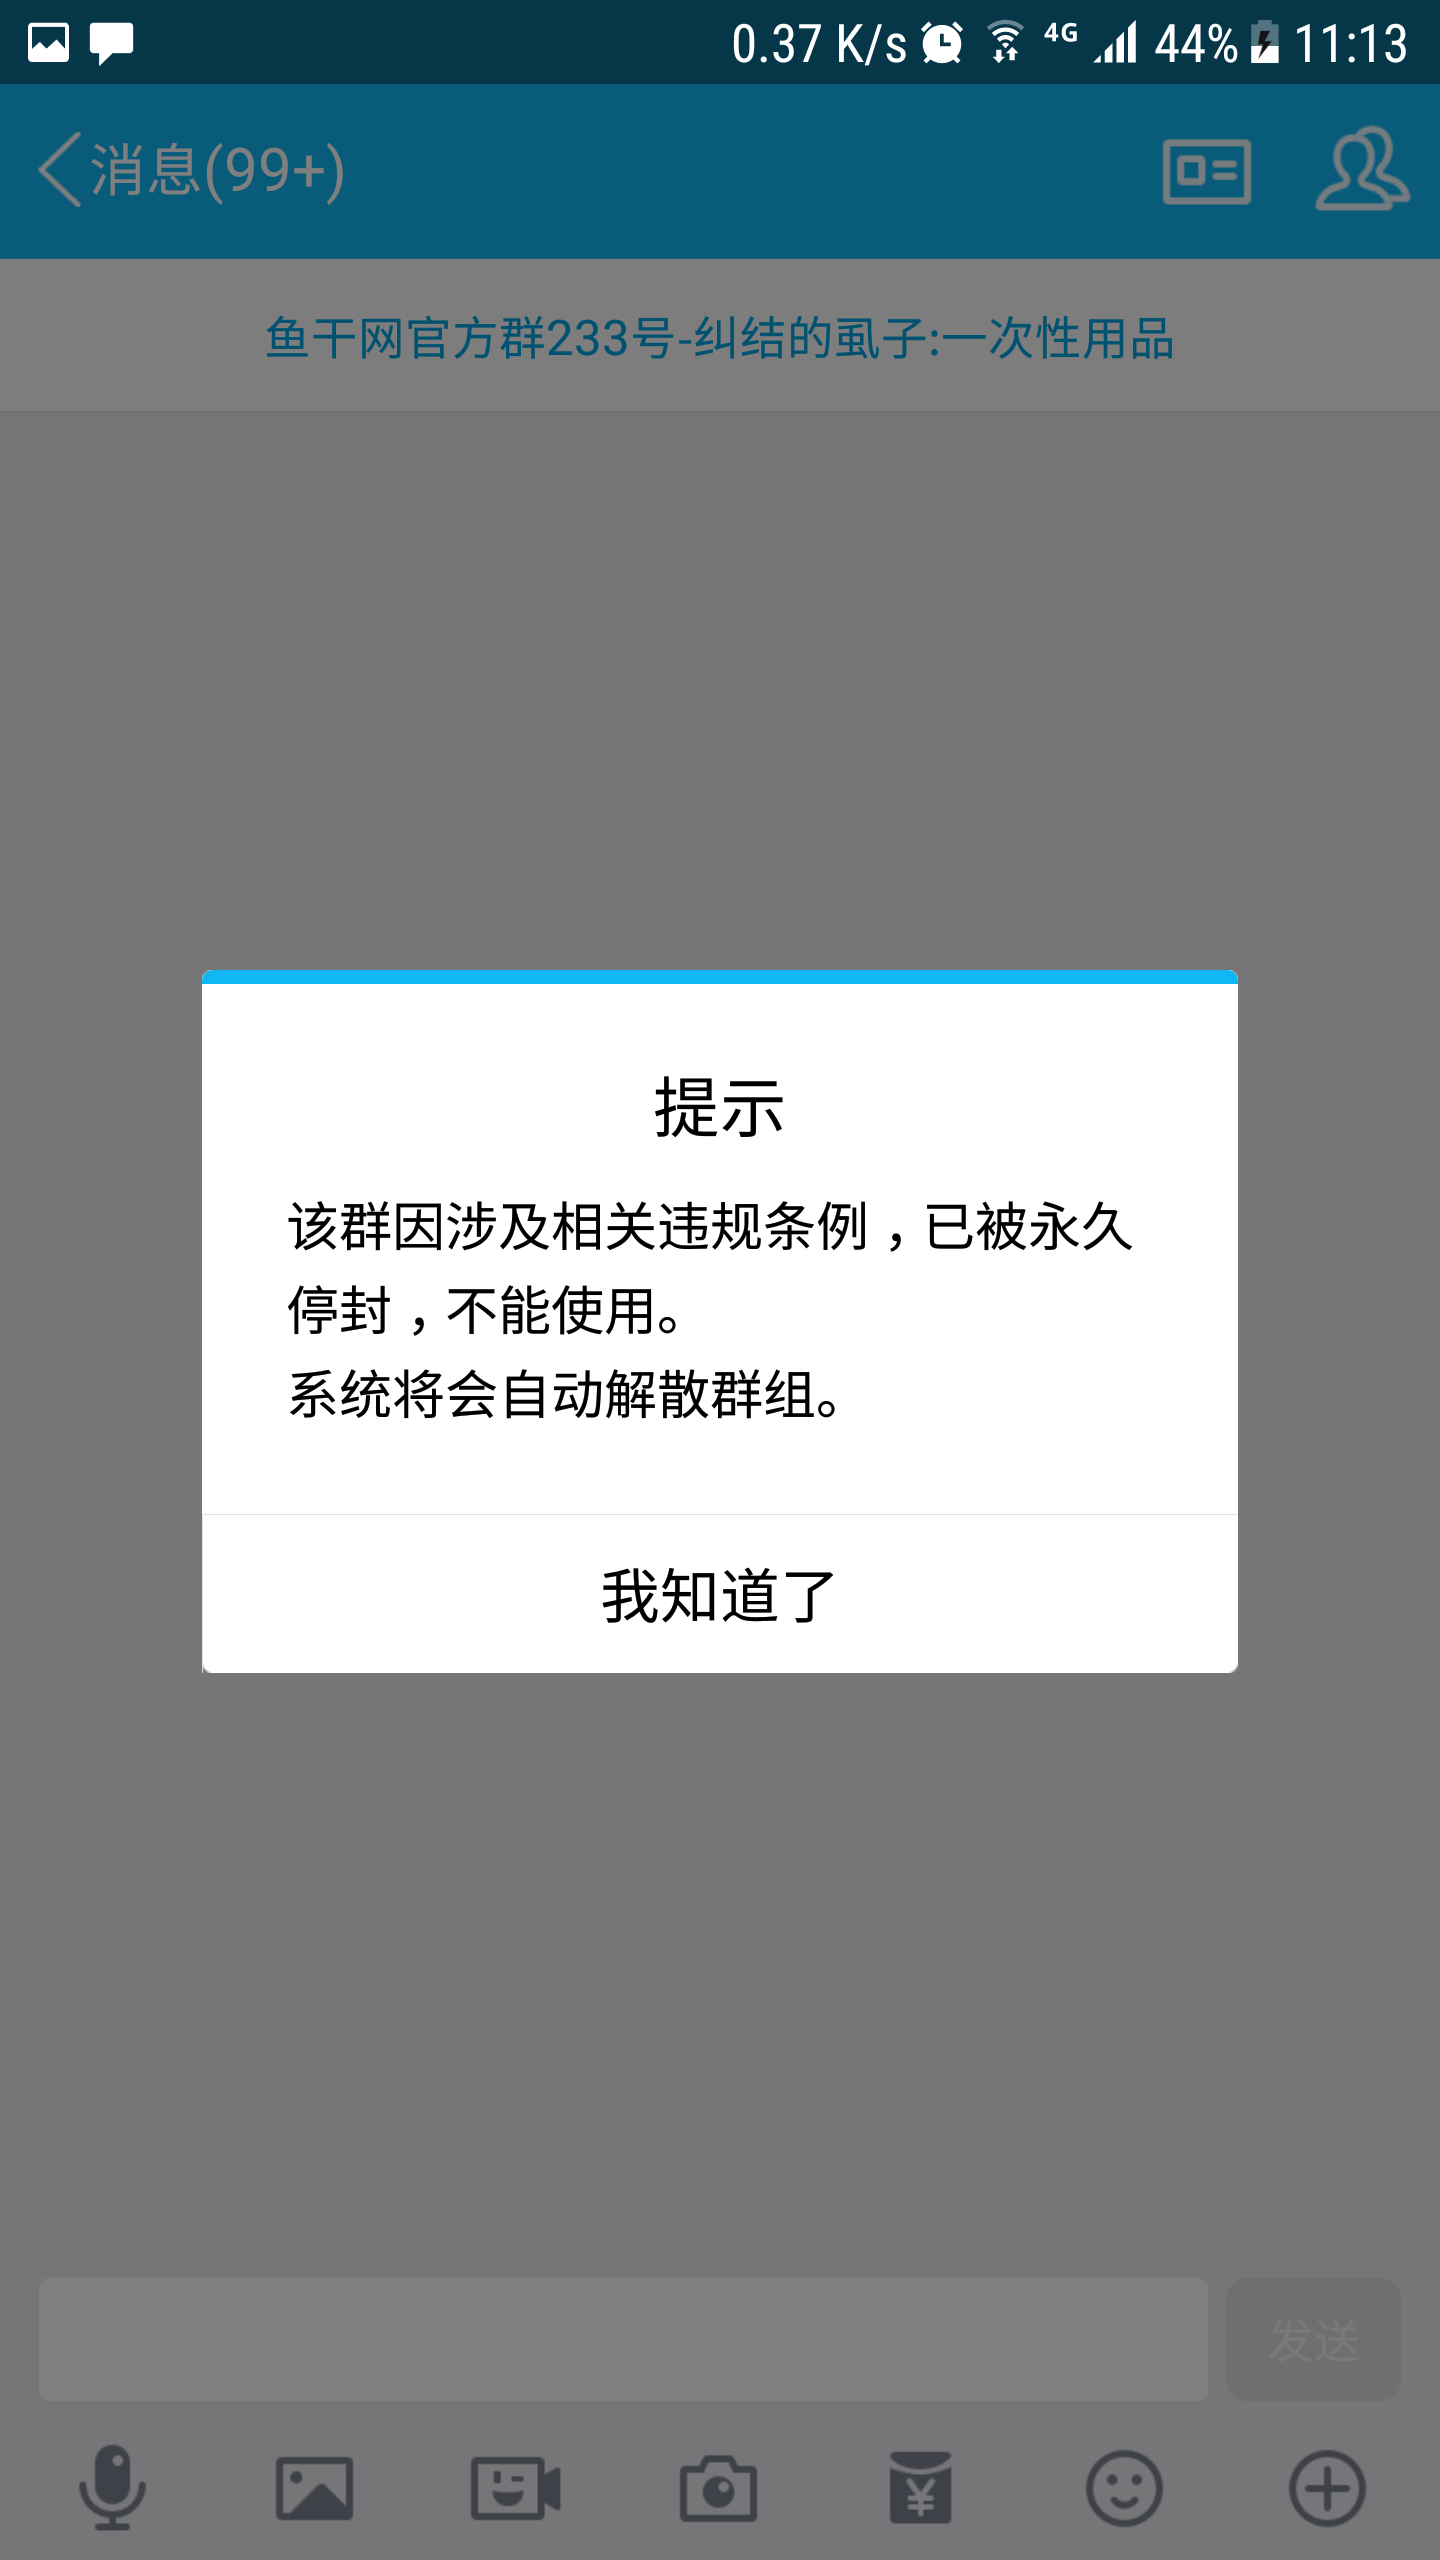 0.37 K/s 4G 44% 11:13
消息(99+)
鱼干网官方群233号-纠结的虱子:一次性用品
提示
该群因涉及相关违规条例，已被永久
停封，不能使用。
系统将会自动解散群组。
我知道了
发送